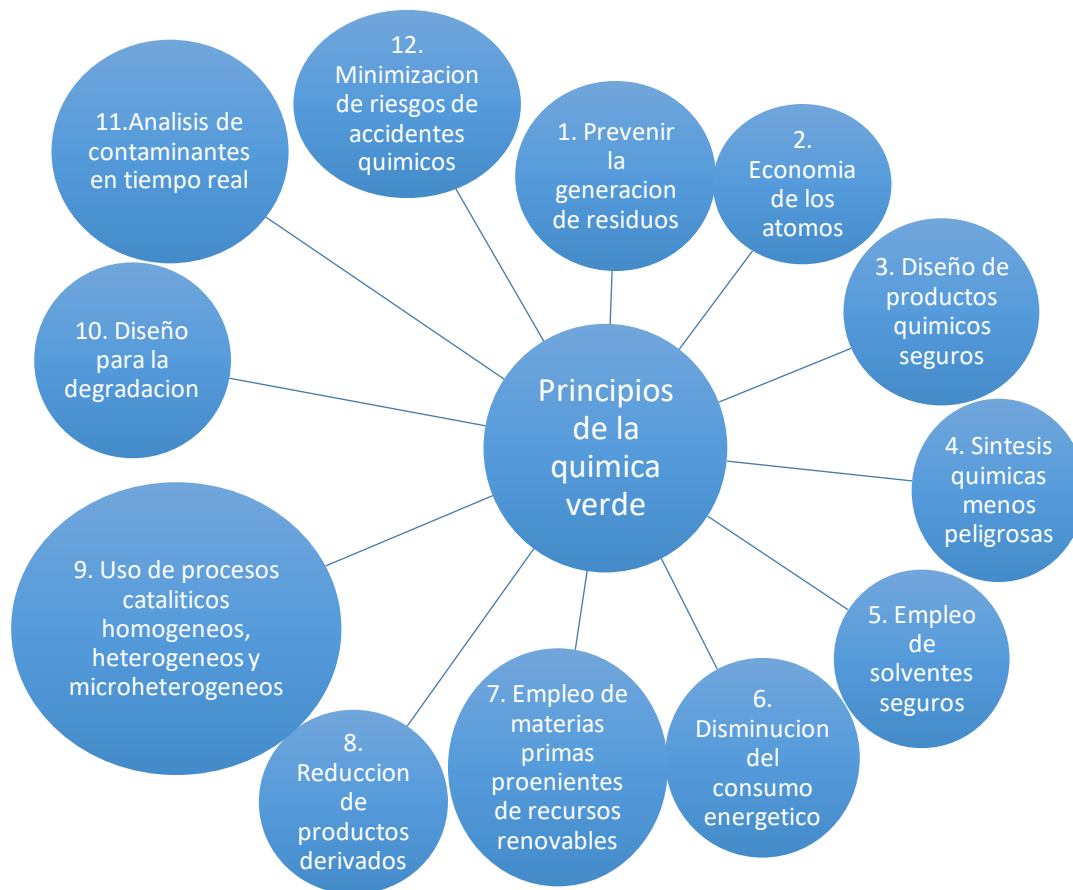 Principios
de la
quimica
verde
1. Prevenir
la
generacion
de residuos
2.
Economia
de los
atomos
3. Diseño de
productos
quimicos
seguros
4. Sintesis
quimicas
menos
peligrosas
5. Empleo
de
solventes
seguros
6.
Disminucion
del
consumo
energetico
7. Empleo de
materias
primas
proenientes
de recursos
renovables
8.
Reduccion
de
productos
derivados
9. Uso de procesos
cataliticos
homogeneos,
heterogeneos y
microheterogeneos
10. Diseño
para la
degradacion
11.Analisis de
contaminantes
en tiempo real
12.
Minimizacion
de riesgos de
accidentes
quimicos